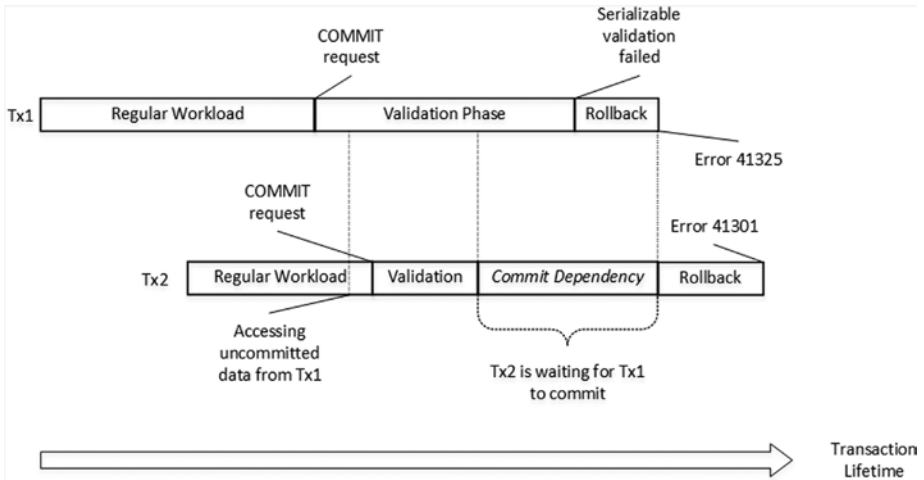 COMMIT
request
Serializable
validation
failed
Tx1
Regular Workload
Validation Phase
Rollback
Error 41325
COMMIT
request
Error 41301
Tx2
Regular Workload
Validation
Commit Dependency
Rollback
Accessing
uncommitted
data from Tx1
Tx2 is waiting for Tx1
to commit
Transaction
Lifetime